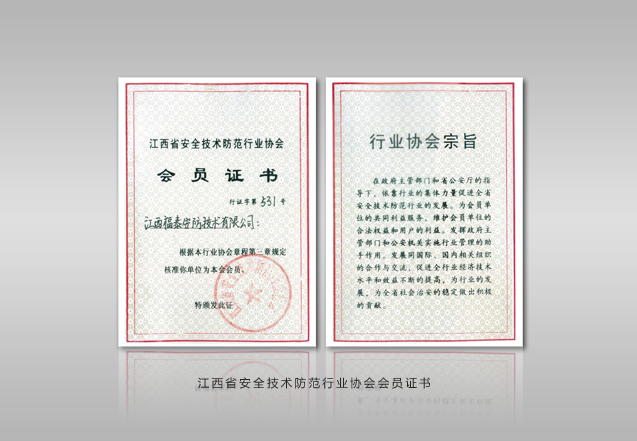 江西省安全技术防范行业协会
会员证书
行证字第 531 号
江西福泰安防技术有限公司：
根据本行业协会章程第三章规定
核准你单位为本会会员。
特颁发此证
行业协会宗旨
在政府主管部门和省公安厅的指
导下，依靠行业的集体力量促进全省
安全技术防范行业的发展。为会员单
位的共同利益服务，维护会员单位的
合法权益和用户的利益。发挥政府主
管部门和公安机关实施行业管理的助
手作用，发展同国际、国内相关组织
的合作与交流，促进全行业经济技术
水平和效益不断的提高，为行业的发
展，为全省社会治安的稳定做出积极
的贡献。
江西省安全技术防范行业协会会员证书